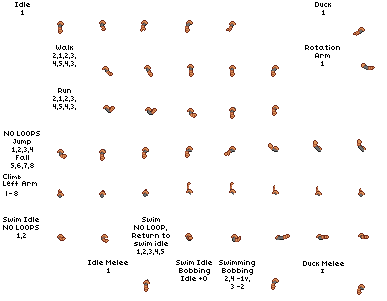 Idle
1
Duck
1
Walk
2,1,2,3,
4,5,4,3,
Rotation
Arm
1
Run
2,1,2,3,
4,5,4,3,
NO LOOPS
Jump
1,2,3,4
Fall
5,6,7,8
Climb
Left Arm
1-8
Swim Idle
NO LOOPS
1,2
Swim
NO LOOP,
Return to
swim idle
1,2,3,4,5
Swim Idle
Bobbing
Idle +0
Swimming
Bobbing
2,4 -1v,
3 -2
Idle Melee
1
Duck Melee
1